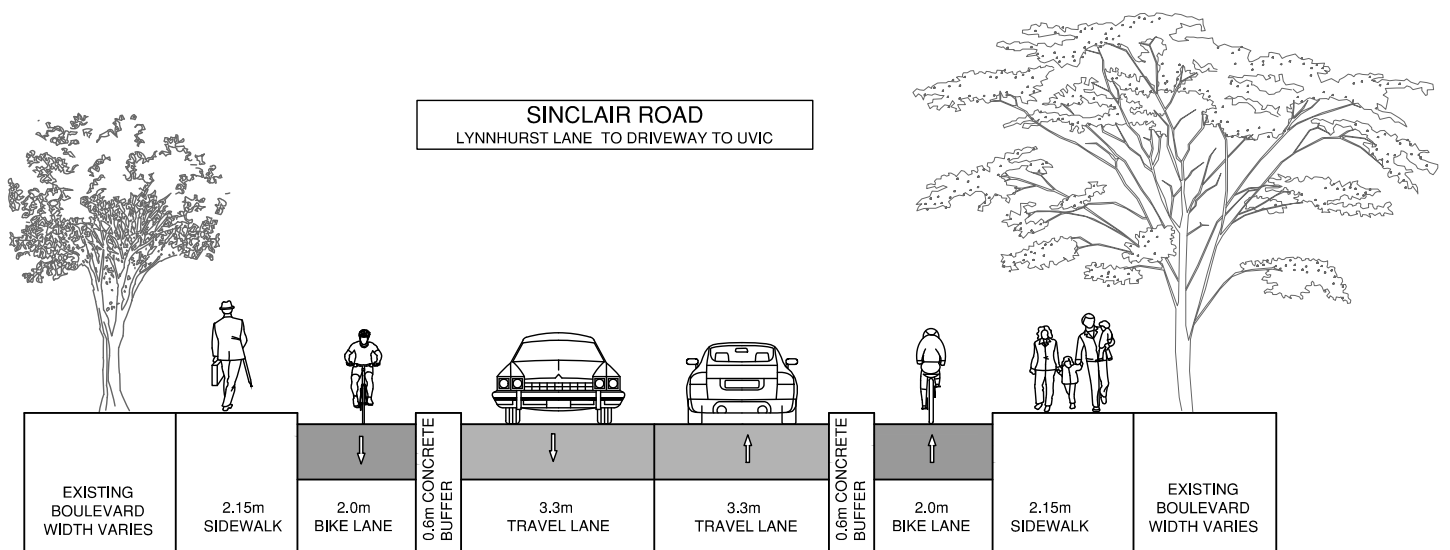 SINCLAIR ROAD
LYNNHURST LANE TO DRIVEWAY TO UVIC
EXISTING
BOULEVARD
WIDTH VARIES
2.15m
SIDEWALK
2.0m
BIKE LANE
0.6m CONCRETE
BUFFER
3.3m
TRAVEL LANE
3.3m
TRAVEL LANE
0.6m CONCRETE
BUFFER
2.0m
BIKE LANE
2.15m
SIDEWALK
EXISTING
BOULEVARD
WIDTH VARIES